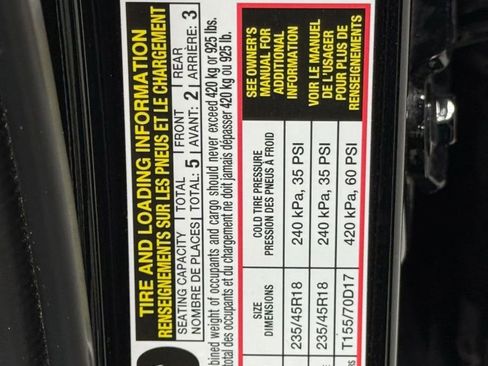 TIRE AND LOADING INFORMATION
RENSEIGNEMENTS SUR LES PNEUS ET LE CHARGEMENT
SEATING CAPACITY TOTAL 5 FRONT 2 REAR 3
NOMBRE DE PLACES TOTAL: AVANT: ARRIÈRE:
bined weight of occupants and cargo should never exceed 420 kg or 925 lbs.
total des occupants et du chargement ne doit jamais dépasser 420 kg ou 925 lb.
SIZE COLD TIRE PRESSURE
DIMENSIONS PRESSION DES PNEUS À FROID
235/45R18 240 kPa, 35 PSI
235/45R18 240 kPa, 35 PSI
T155/70D17 420 kPa, 60 PSI
SEE OWNER'S
MANUAL FOR
ADDITIONAL
INFORMATION
VOIR LE MANUEL
DE L'USAGER
POUR PLUS DE
RENSEIGNEMENTS